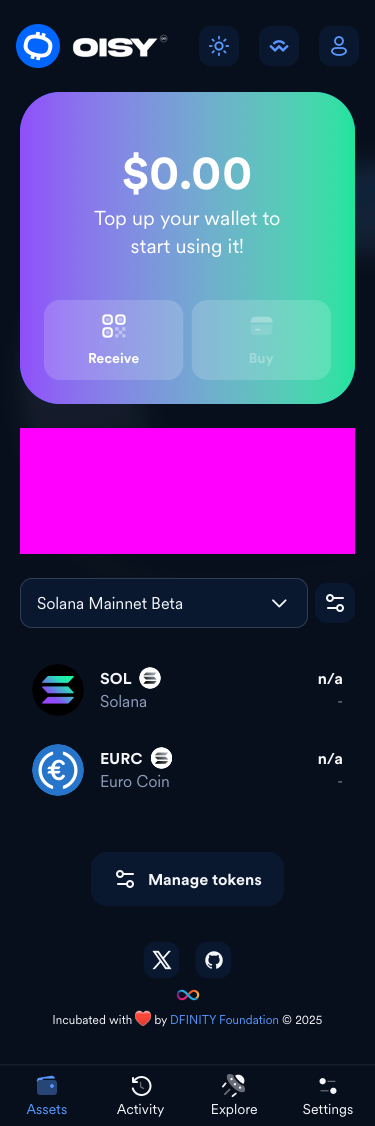 OISY
$0.00
Top up your wallet to
start using it!
Receive
Buy
Solana Mainnet Beta
SOL
n/a
Solana
-
EURC
n/a
Euro Coin
-
Manage tokens
Incubated with ❤️ by DFINITY Foundation © 2025
Assets
Activity
Explore
Settings